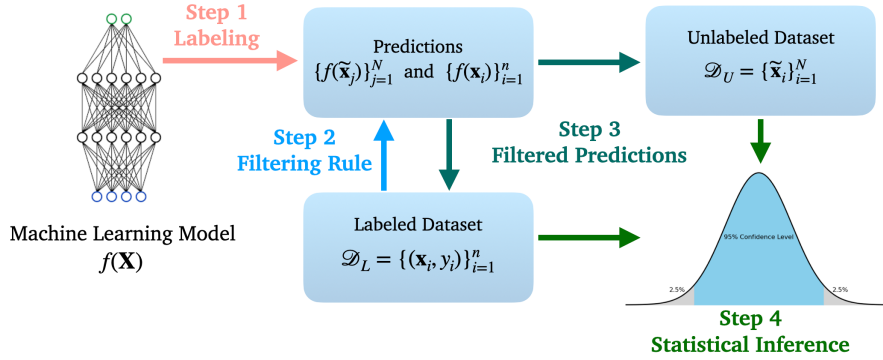 Step 1
Labeling
Predictions
{f(x̃ⱼ)}ᴺⱼ₌₁ and {f(xᵢ)}ⁿᵢ₌₁
Unlabeled Dataset
𝒟_U = {x̃ᵢ}ᴺᵢ₌₁
Step 2
Filtering Rule
Step 3
Filtered Predictions
Machine Learning Model
f(X)
Labeled Dataset
𝒟_L = {(xᵢ, yᵢ)}ⁿᵢ₌₁
95% Confidence Level
2.5%
2.5%
Step 4
Statistical Inference